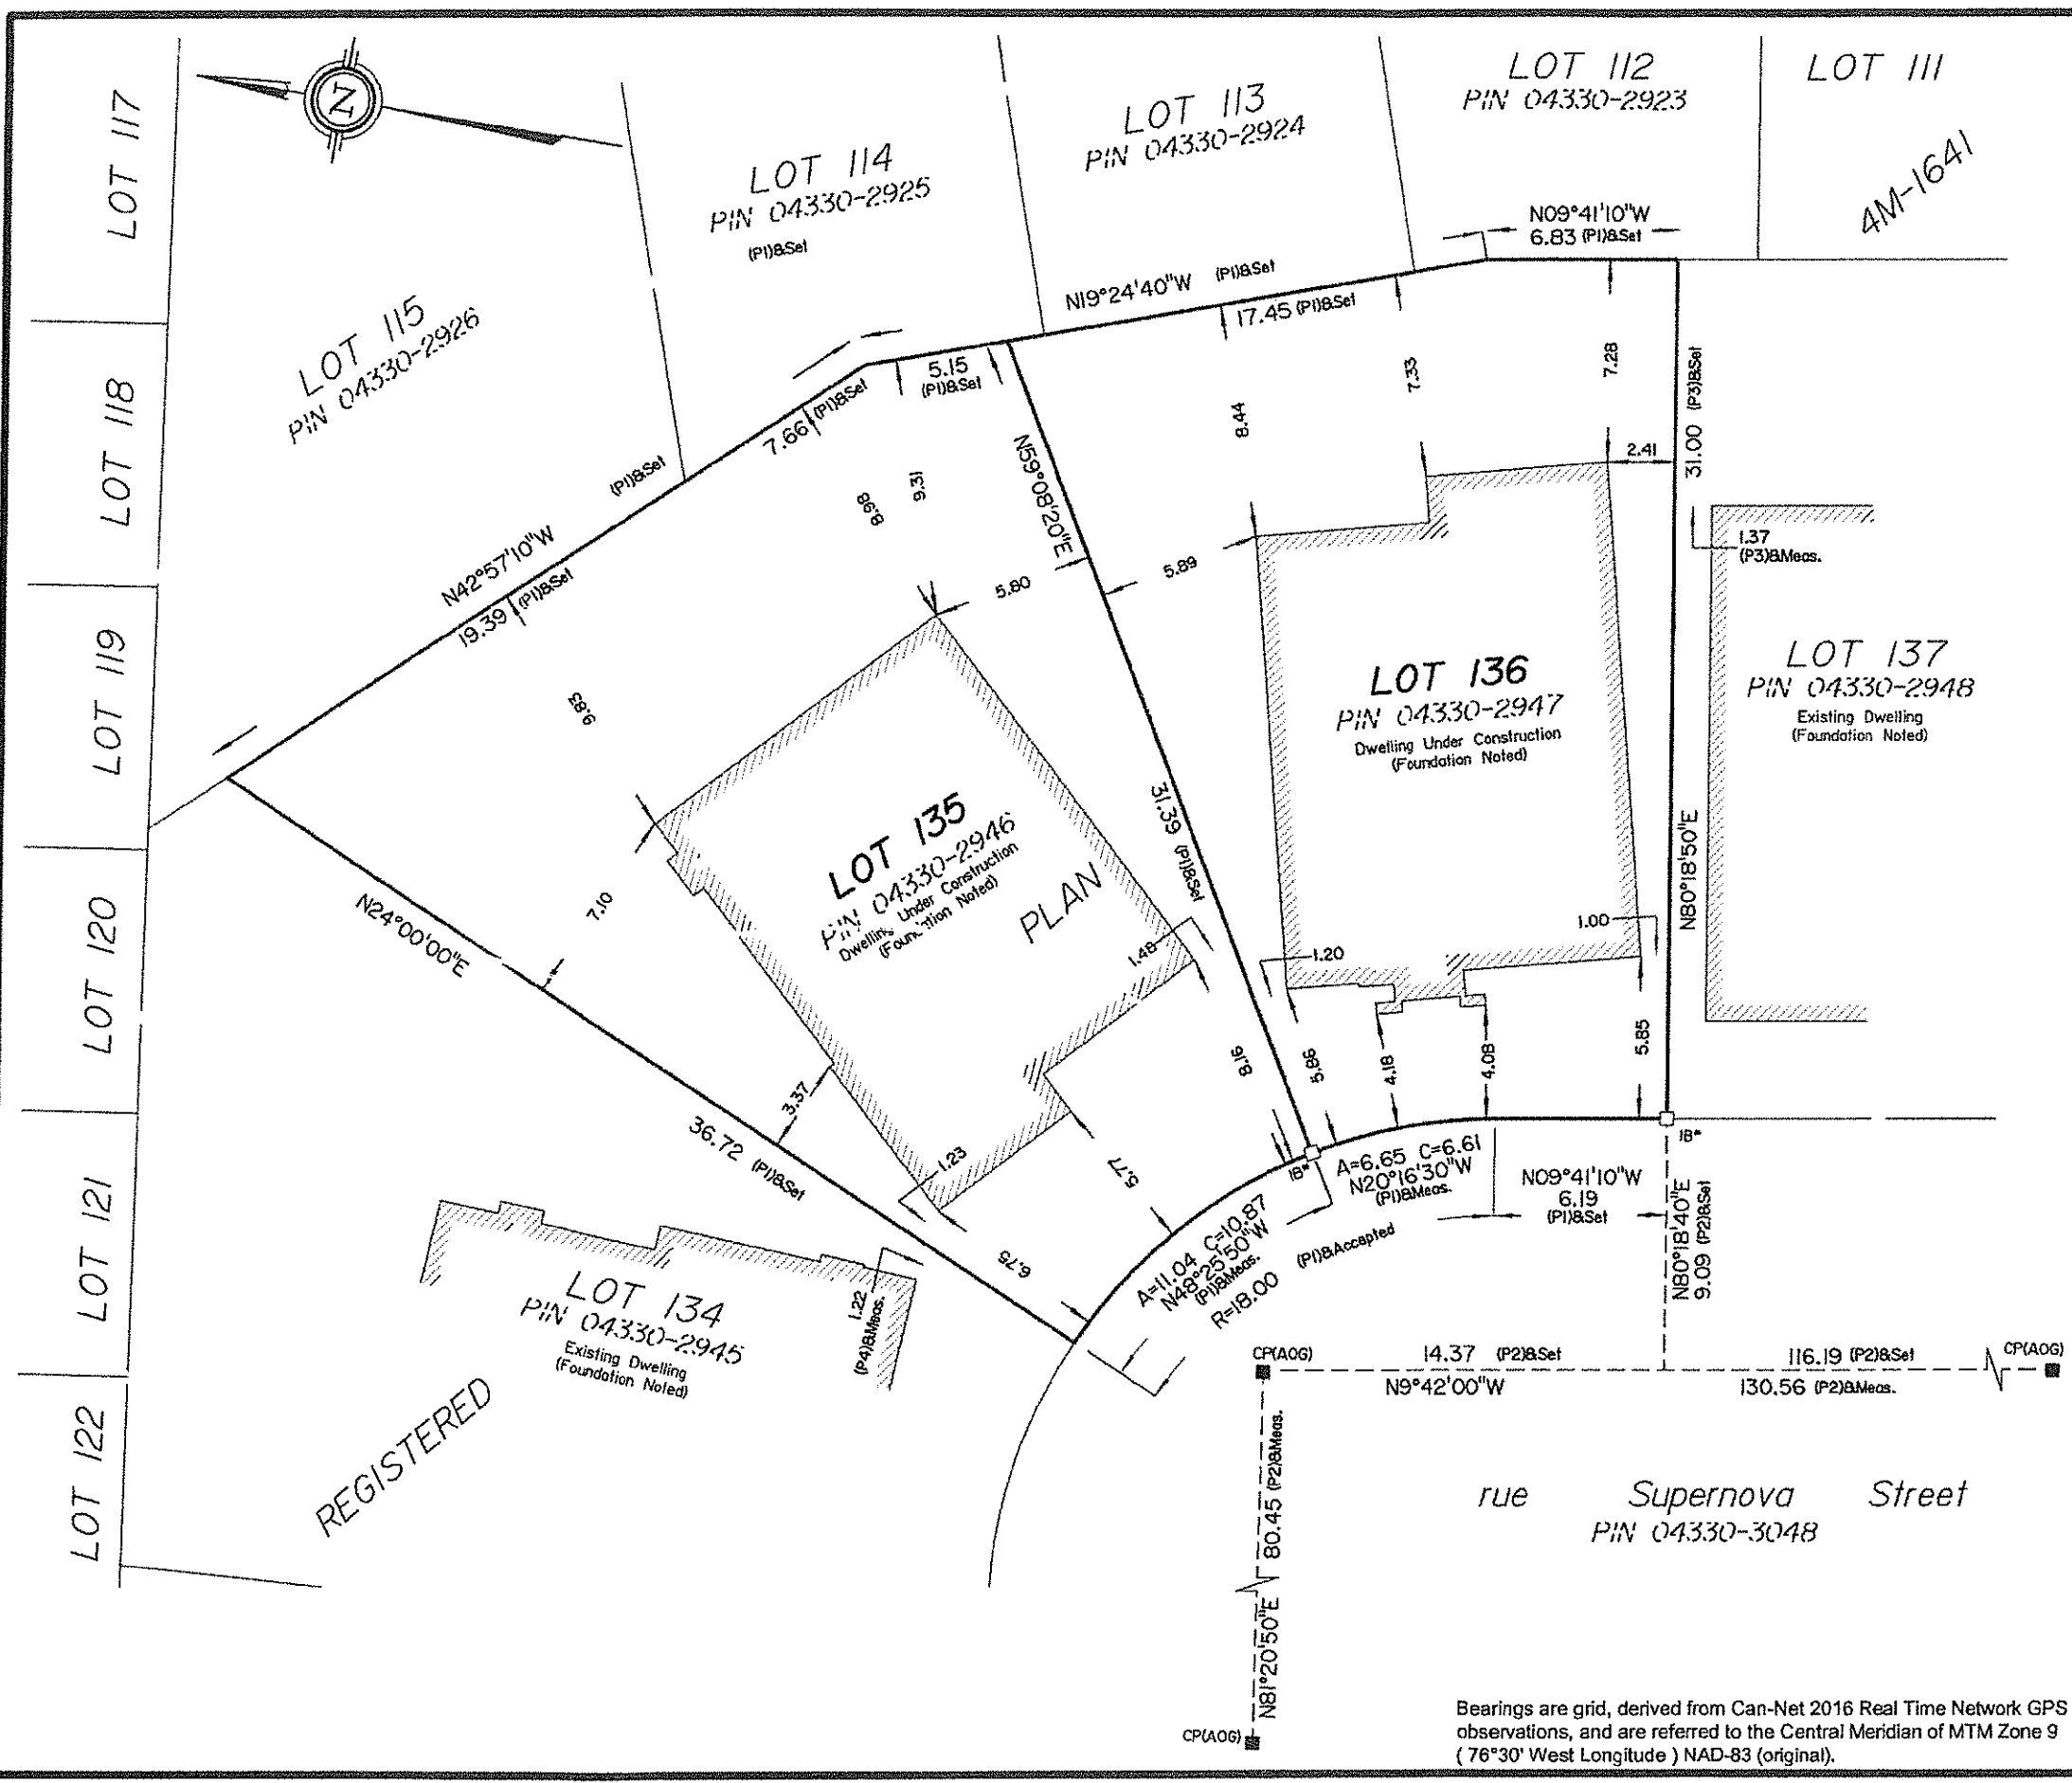 LOT 117
LOT 118
LOT 119
LOT 120
LOT 121
LOT 122
N
LOT 115
PIN 04330-2926
LOT 114
PIN 04330-2925
(P1)&Set
LOT 113
PIN 04330-2924
LOT 112
PIN 04330-2923
LOT 111
4M-1641
N09°41'10"W
6.83 (P1)&Set
N19°24'40"W (P1)&Set
17.45 (P1)&Set
5.15
(P1)&Set
7.66 (P1)&Set
(P1)&Set
N42°57'10"W
19.39 (P1)&Set
8.98
9.31
N59°08'20"E
5.80
5.89
8.44
7.33
7.28
2.41
31.00 (P3)&Set
1.37
(P3)&Meas.
9.83
7.10
N24°00'00"E
LOT 135
PIN 04330-2946
Dwelling Under Construction
(Foundation Noted)
PLAN
31.39 (P1)&Set
LOT 136
PIN 04330-2947
Dwelling Under Construction
(Foundation Noted)
LOT 137
PIN 04330-2948
Existing Dwelling
(Foundation Noted)
N80°18'50"E
1.48
1.20
1.00
8.16
5.86
4.18
4.08
5.85
3.37
36.72 (P1)&Set
1.23
5.77
6.75
IB"
IB"
A=6.65 C=6.61
N20°16'30"W
(P1)&Meas.
N09°41'10"W
6.19
(P1)&Set
A=11.04 C=10.87
N48°25'50"W
(P1)&Meas.
R=18.00 (P1)&Accepted
N80°18'40"E
9.09 (P2)&Set
LOT 134
PIN 04330-2945
Existing Dwelling
(Foundation Noted)
1.22
(P4)&Meas.
REGISTERED
CP(AOG)
14.37 (P2)&Set
N9°42'00"W
116.19 (P2)&Set
130.56 (P2)&Meas.
CP(AOG)
N81°20'50"E 80.45 (P2)&Meas.
CP(AOG)
rue Supernova Street
PIN 04330-3048
Bearings are grid, derived from Can-Net 2016 Real Time Network GPS
observations, and are referred to the Central Meridian of MTM Zone 9
( 76°30' West Longitude ) NAD-83 (original).